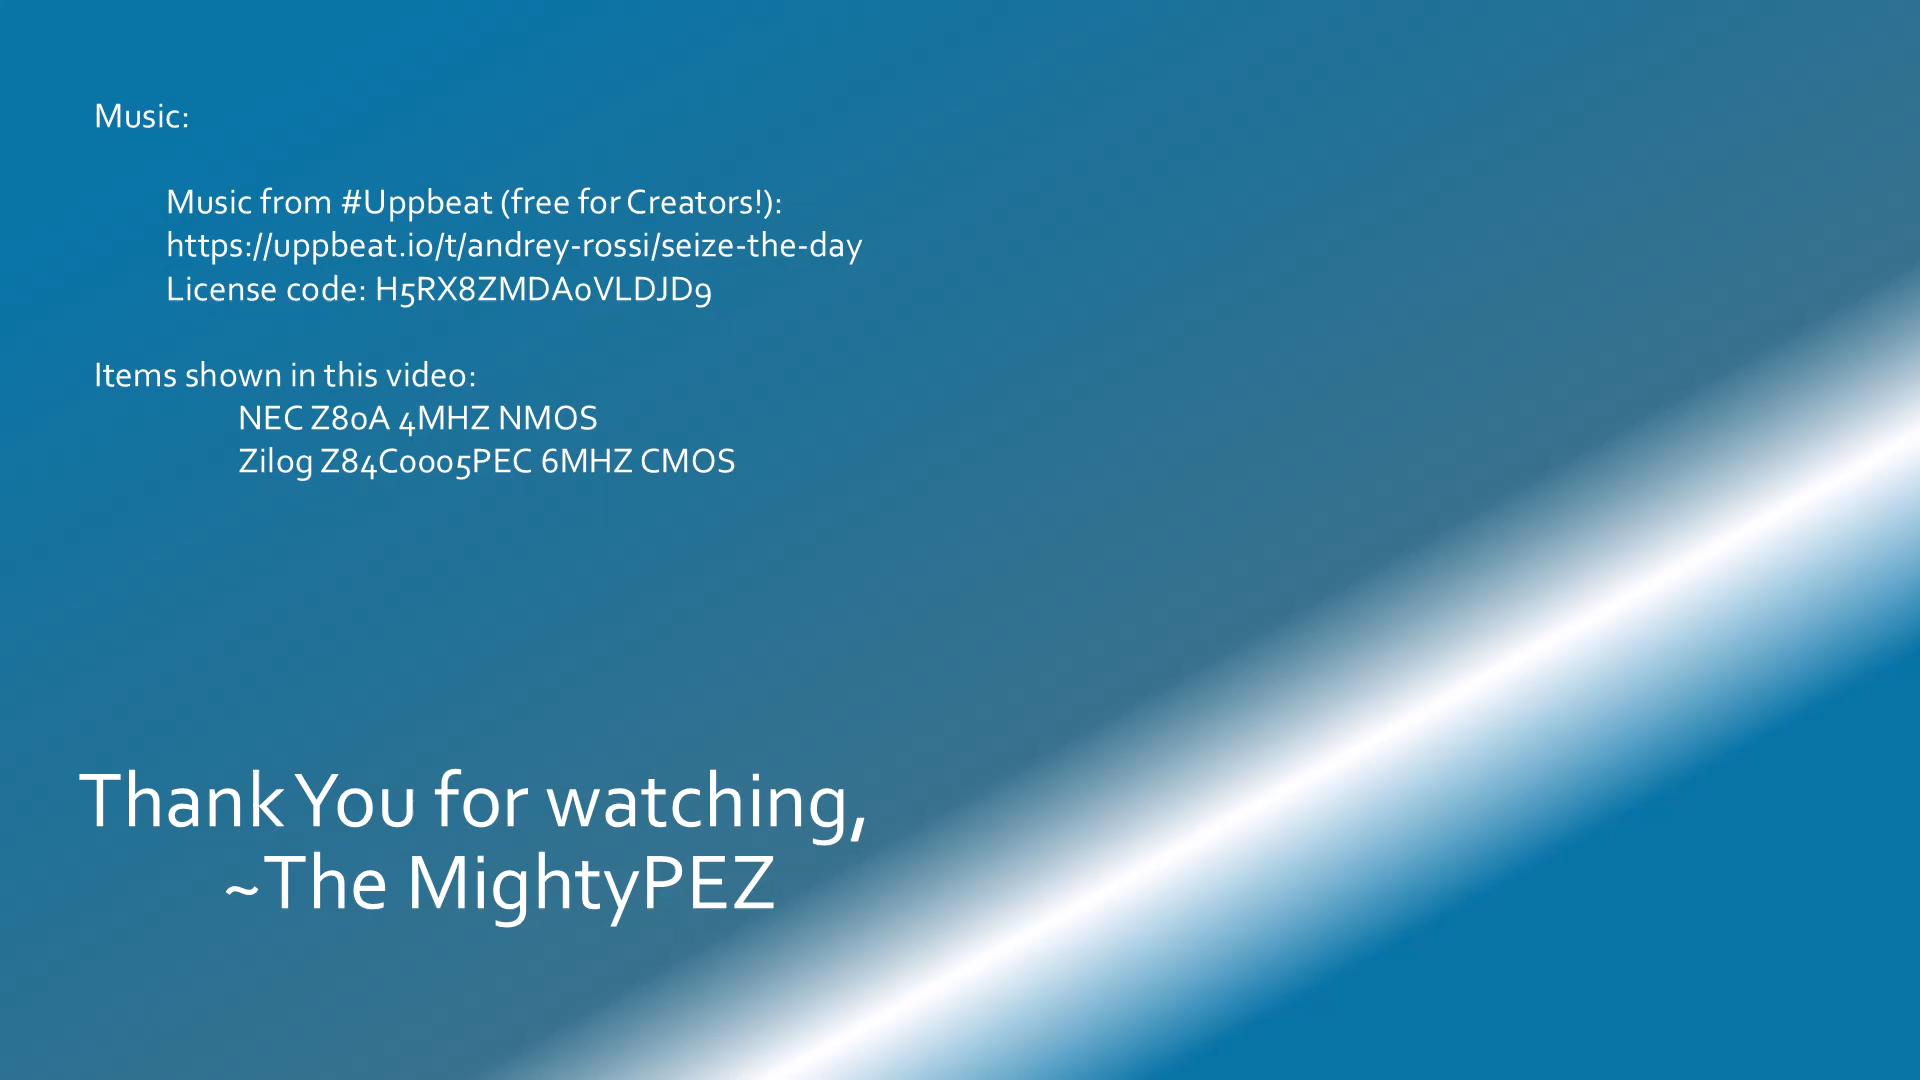 Music:
Music from #Uppbeat (free for Creators!):
https://uppbeat.io/t/andrey-rossi/seize-the-day
License code: H5RX8ZMDA0VLDJD9
Items shown in this video:
NEC Z80A 4MHZ NMOS
Zilog Z84C0005PEC 6MHZ CMOS
Thank You for watching,
~The MightyPEZ